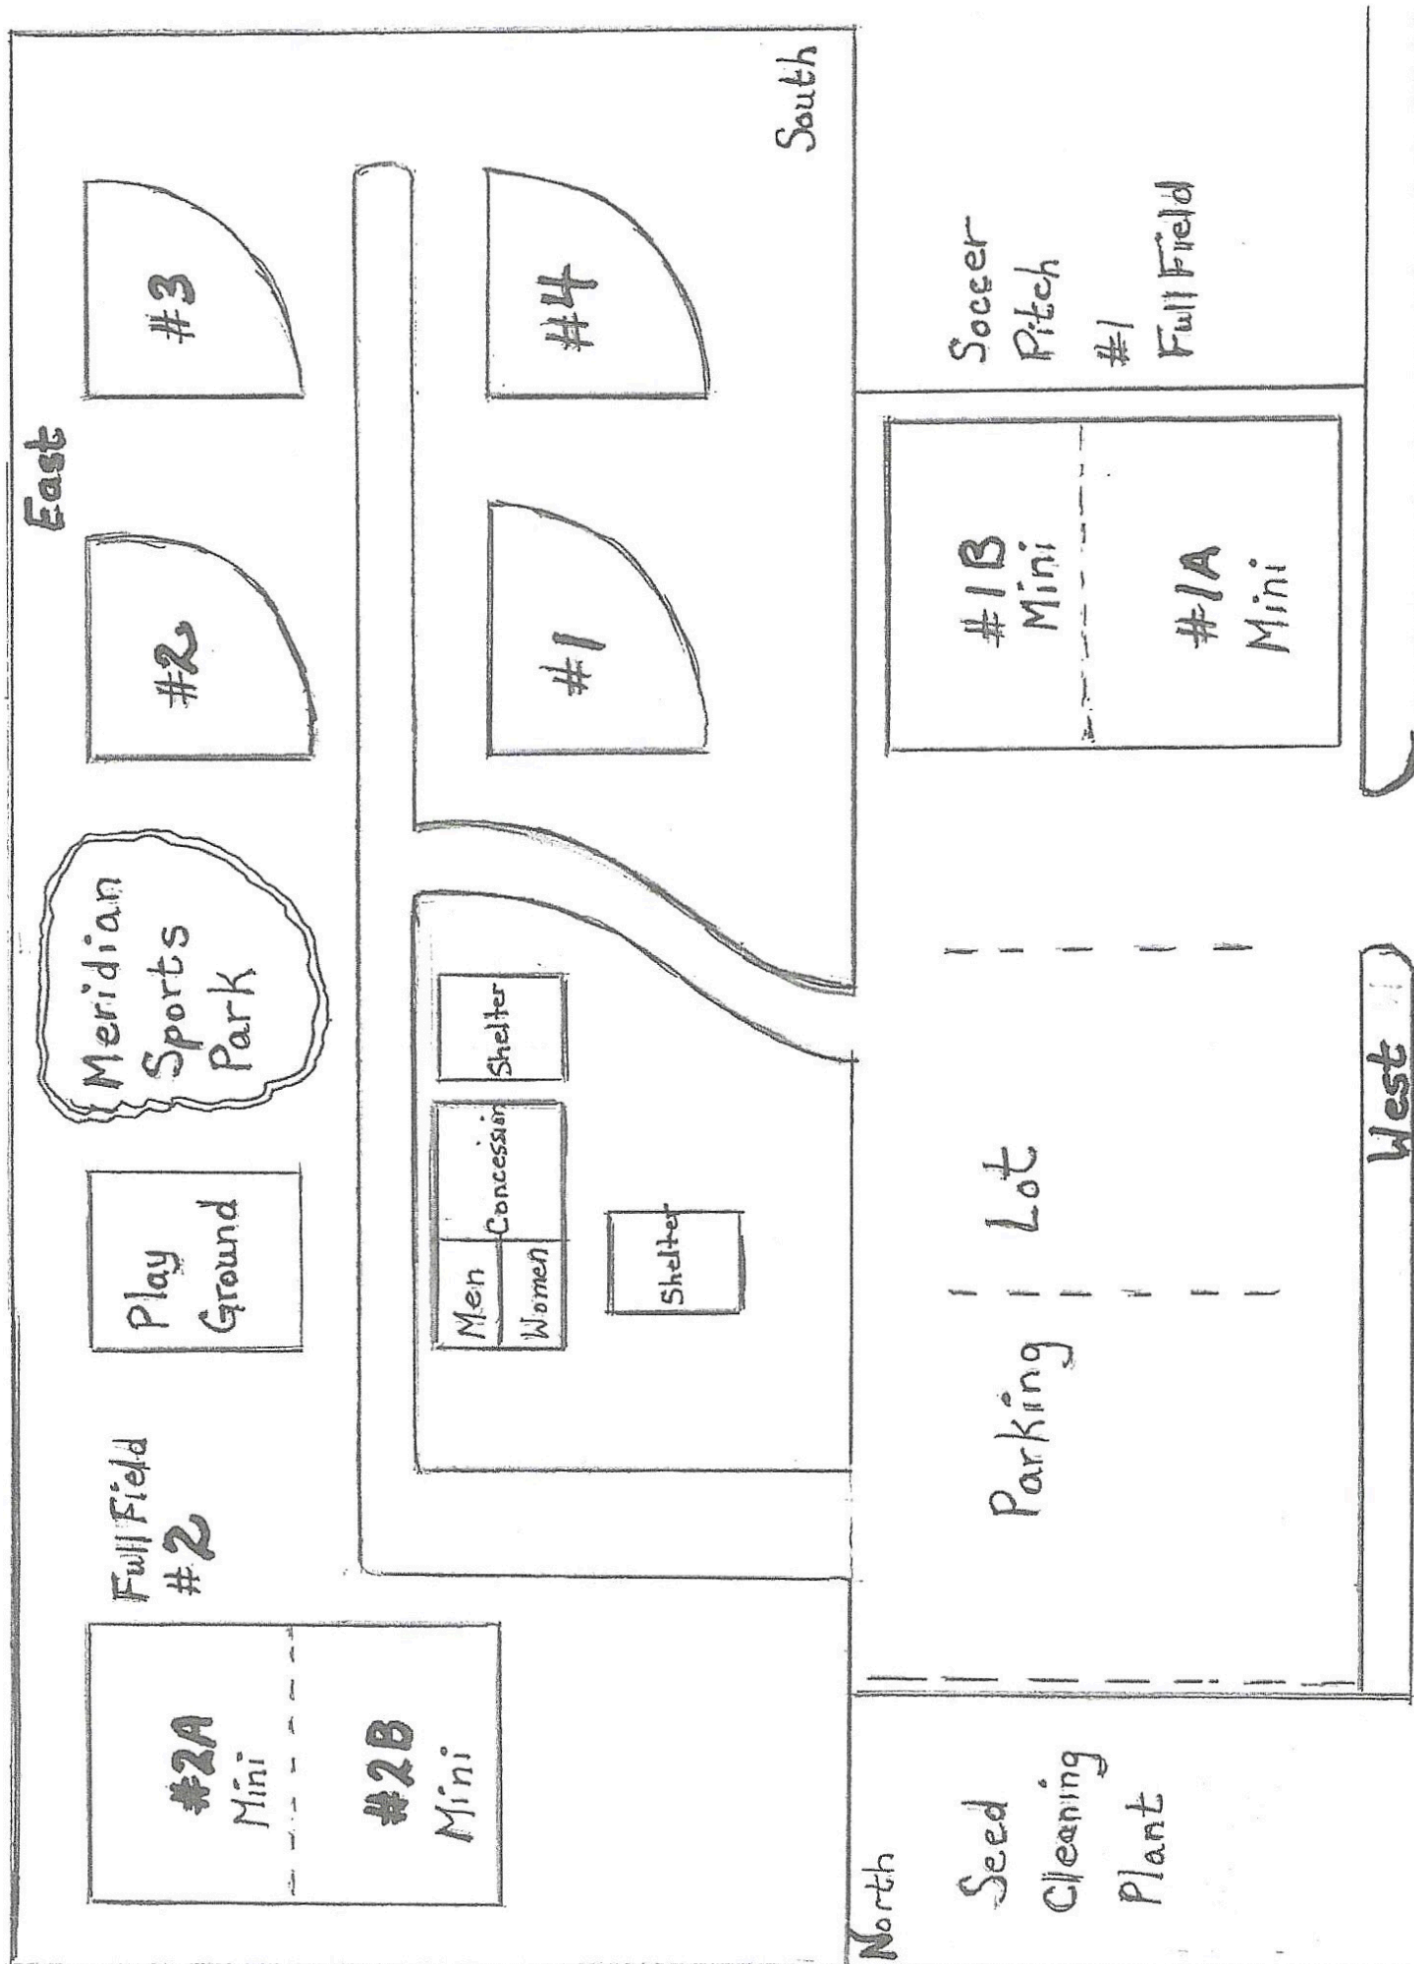 East
Full Field
#2
#2A
Mini
#2B
Mini
Play
Ground
Meridian
Sports
Park
#2
#3
Men
Women
Concession
Shelter
Shelter
#1
#4
South
North
Seed
Cleaning
Plant
Parking Lot
#1B
Mini
#1A
Mini
Soccer
Pitch
#1
Full Field
West